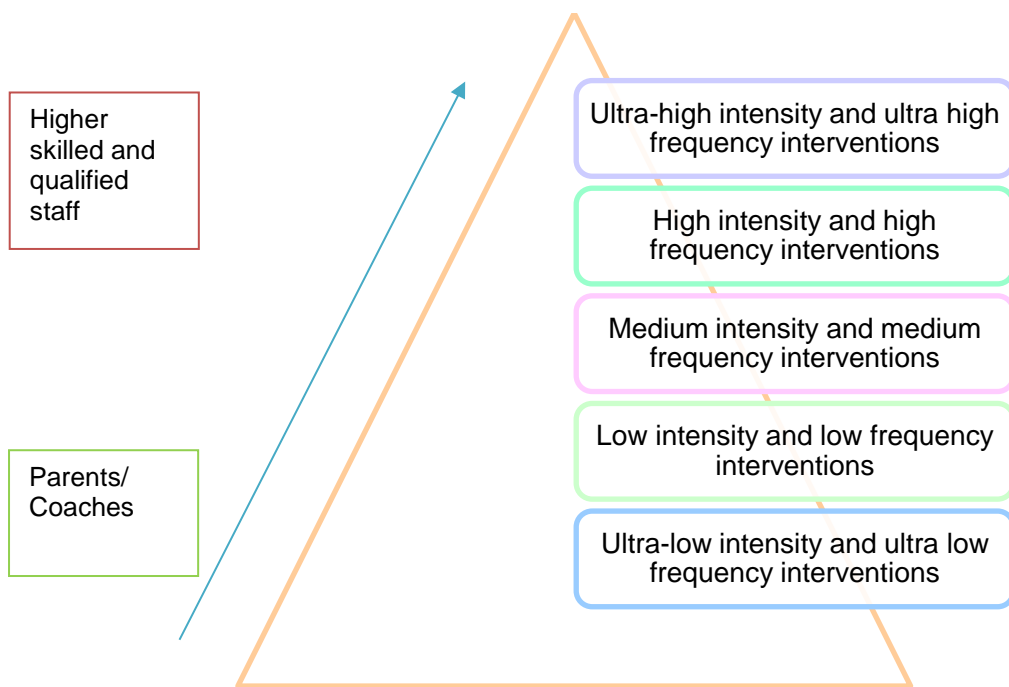 Higher
skilled and
qualified
staff
Parents/
Coaches
Ultra-high intensity and ultra high
frequency interventions
High intensity and high
frequency interventions
Medium intensity and medium
frequency interventions
Low intensity and low frequency
interventions
Ultra-low intensity and ultra low
frequency interventions